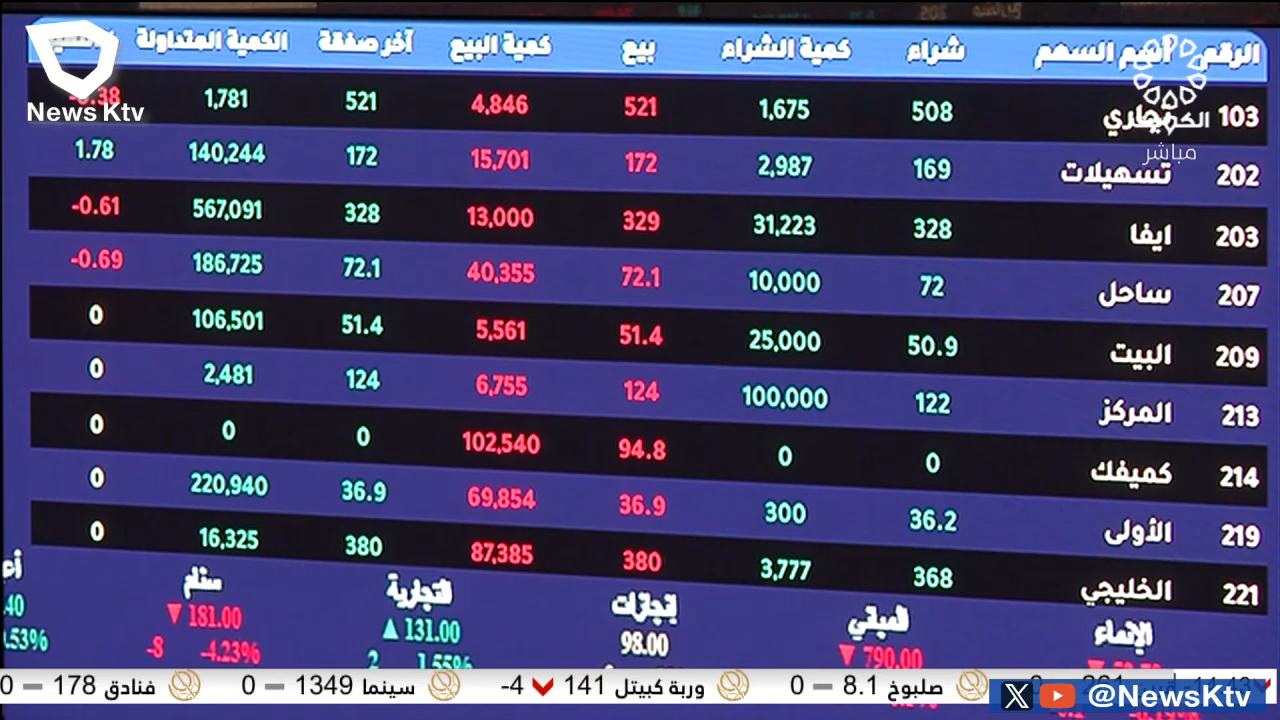 الرقم اسم السهم شراء كمية الشراء بيع كمية البيع آخر صفقة الكمية المتداولة
103 تجاري 508 1,675 521 4,846 521 1,781 -0.38
202 تسهيلات 169 2,987 172 15,701 172 140,244 1.78
203 ايفا 328 31,223 329 13,000 328 567,091 -0.61
207 ساحل 72 10,000 72.1 40,355 72.1 186,725 -0.69
209 البيت 50.9 25,000 51.4 5,561 51.4 106,501 0
213 المركز 122 100,000 124 6,755 124 2,481 0
214 كميفك 0 0 94.8 102,540 0 0 0
219 الأولى 36.2 300 36.9 69,854 36.9 220,940 0
221 الخليجي 368 3,777 380 87,385 380 16,325 0
الإنماء المباني إنجازات التجارية سنام
▼ 790.00 98.00 ▲ 131.00 ▼ 181.00
2 1.55% -8 -4.23%
صلبوخ 8.1 – 0 وربة كبيتل 141 -4 سينما 1349 – 0 فنادق 178 – 0
News Ktv
الكويت
مباشر
@NewsKtv